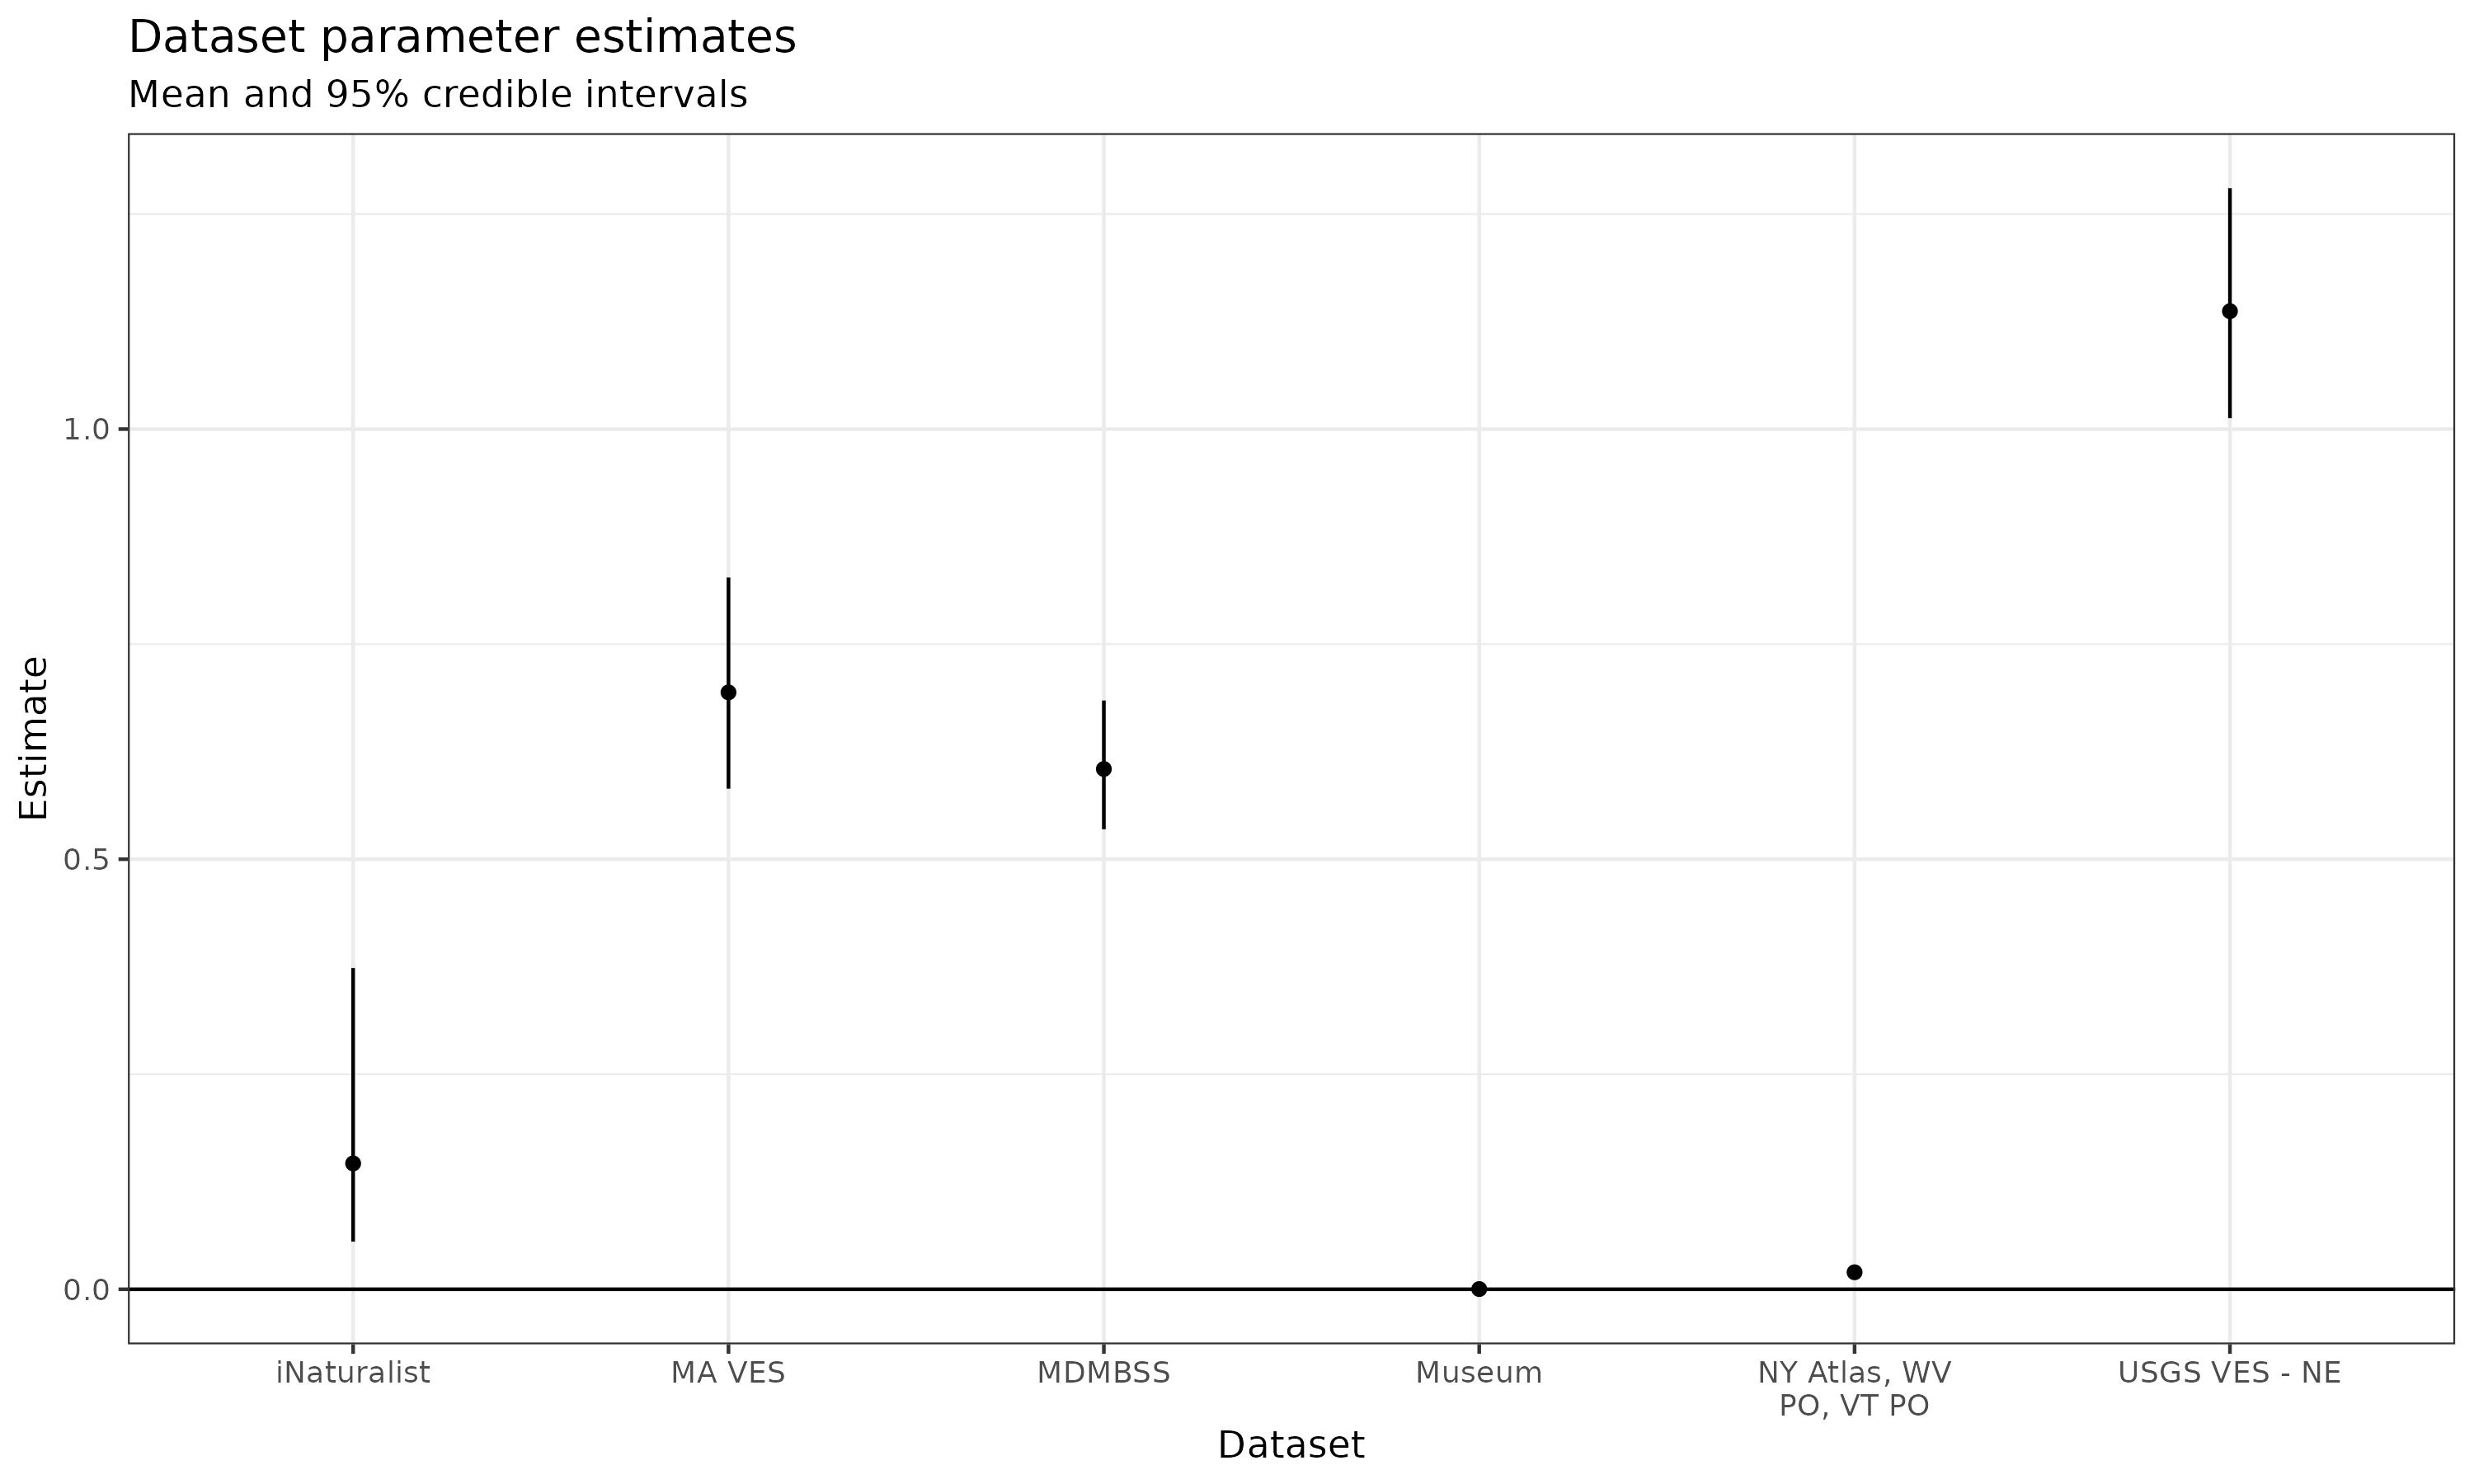 Dataset parameter estimates
Mean and 95% credible intervals
Estimate
1.0
0.5
0.0
iNaturalist
MA VES
MDMBSS
Museum
NY Atlas, WV
PO, VT PO
USGS VES - NE
Dataset